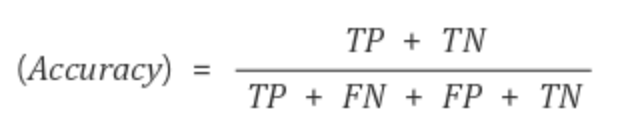 (Accuracy) = TP + TN
TP + FN + FP + TN